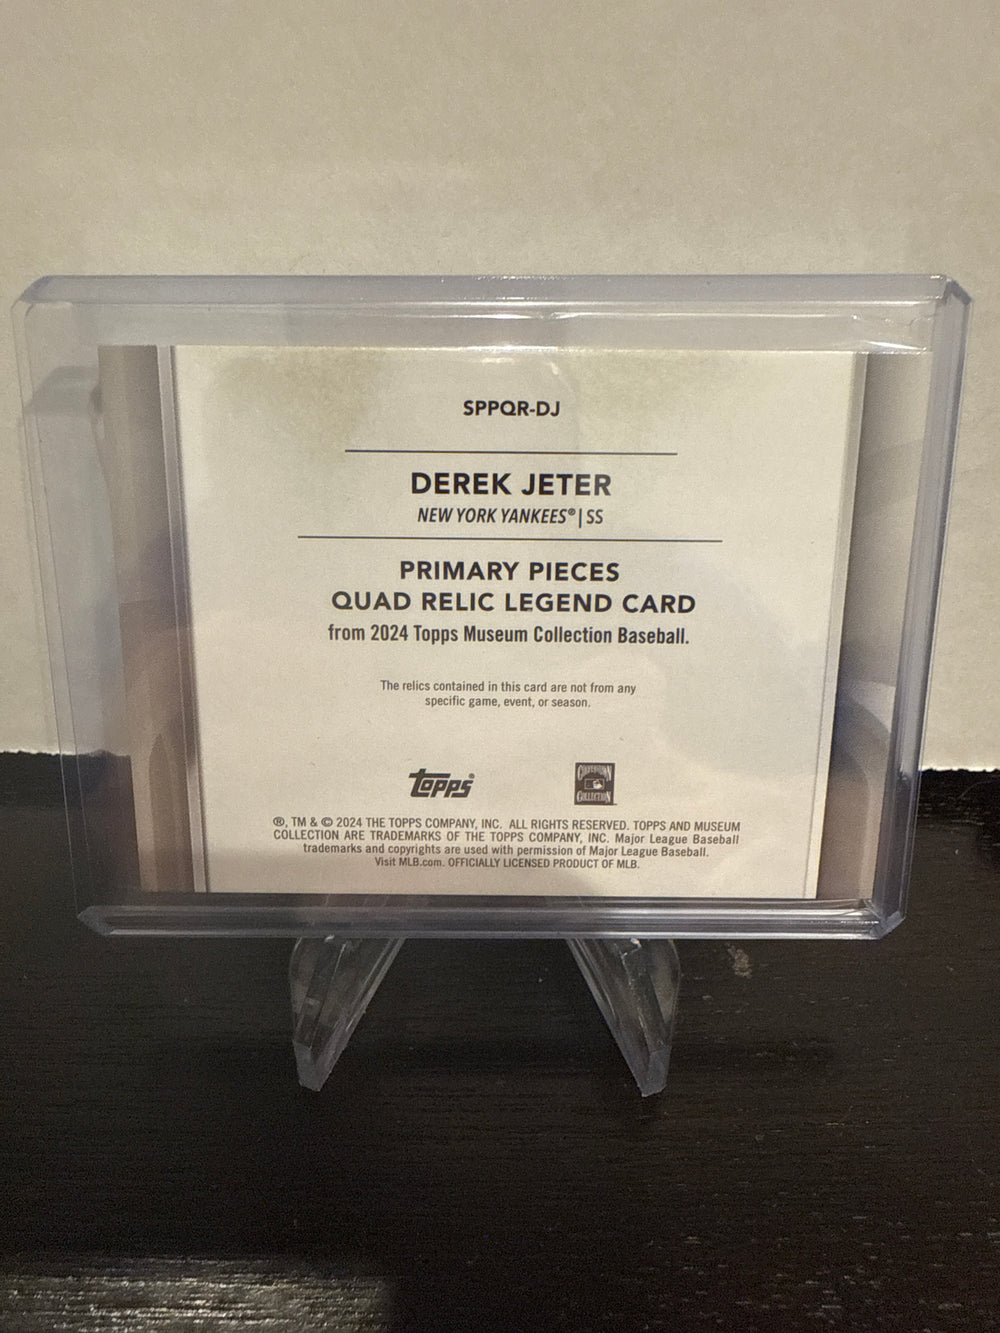 SPPQR-DJ
DEREK JETER
NEW YORK YANKEES® | SS
PRIMARY PIECES
QUAD RELIC LEGEND CARD
from 2024 Topps Museum Collection Baseball.
The relics contained in this card are not from any
specific game, event, or season.
topps®
COOPERSTOWN
COLLECTION
®, TM & © 2024 THE TOPPS COMPANY, INC. ALL RIGHTS RESERVED. TOPPS AND MUSEUM
COLLECTION ARE TRADEMARKS OF THE TOPPS COMPANY, INC. Major League Baseball
trademarks and copyrights are used with permission of Major League Baseball.
Visit MLB.com. OFFICIALLY LICENSED PRODUCT OF MLB.